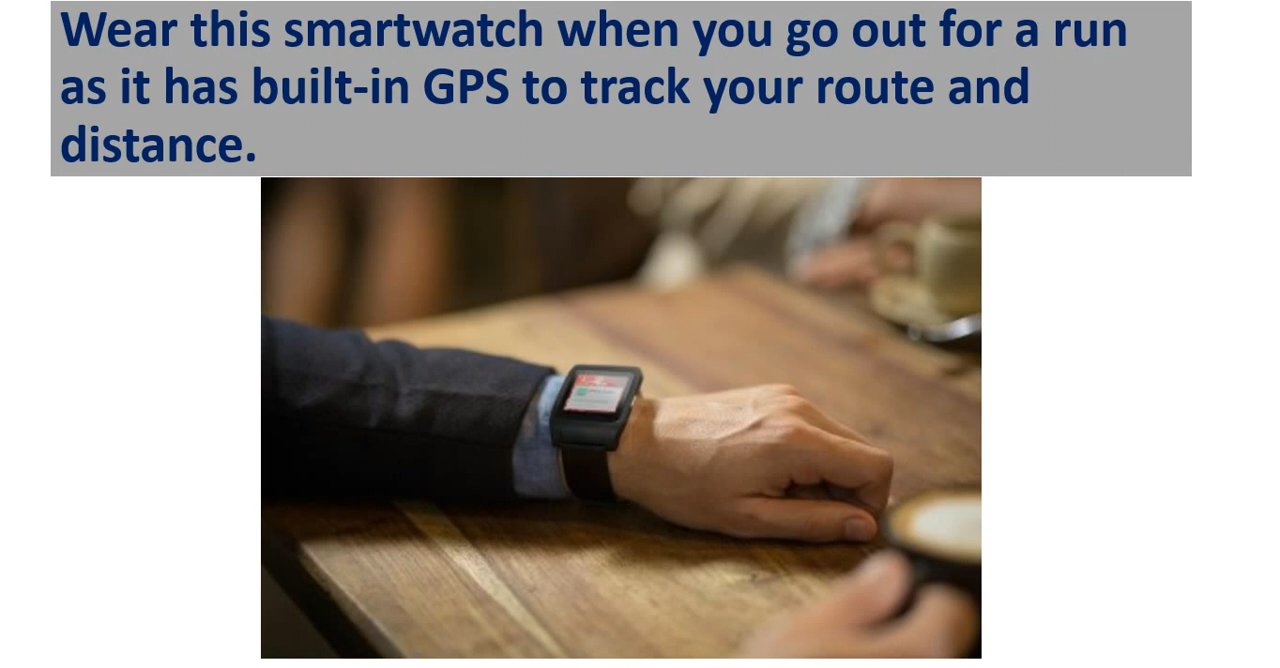 Wear this smartwatch when you go out for a run
as it has built-in GPS to track your route and
distance.